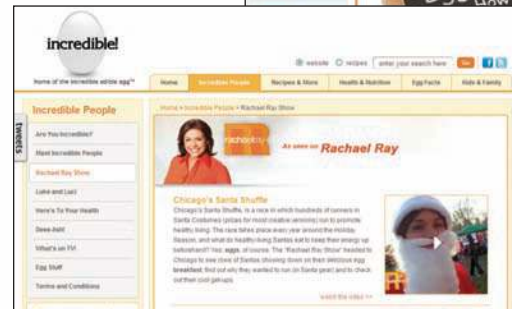 incredible!
home of the incredible edible egg™
website recipes enter your search here Go
Home Incredible People Recipes & More Health & Nutrition Egg Facts Kids & Family
tweets
Incredible People
Are You Incredible?
Meet Incredible People
Rachael Ray Show
Luke and Luci
Here's To Your Health
What's on TV!
Egg Stuff
Terms and Conditions
Home > Incredible People > Rachael Ray Show
rachael ray
As seen on Rachael Ray
Chicago's Santa Shuffle
Chicago's Santa Shuffle, is a race in which hundreds of runners in
Santa Costumes (prizes for most creative versions) run to promote
healthy living. The race takes place every year around the Holiday
Season, and what do healthy living Santas eat to keep their energy up
beforehand? Yes: eggs, of course. The "Rachael Ray Show" headed to
Chicago to see of Santas chowing down on their delicious egg
breakfast, find out why they wanted to run (in Santa gear) and to check
out their cool get-ups.
watch the video >>